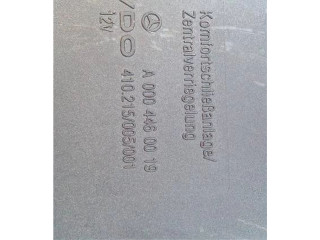 Komfortschließanlage/
Zentralverriegelung
A 000 446 00 19
410.215/005/001
VDO
12V